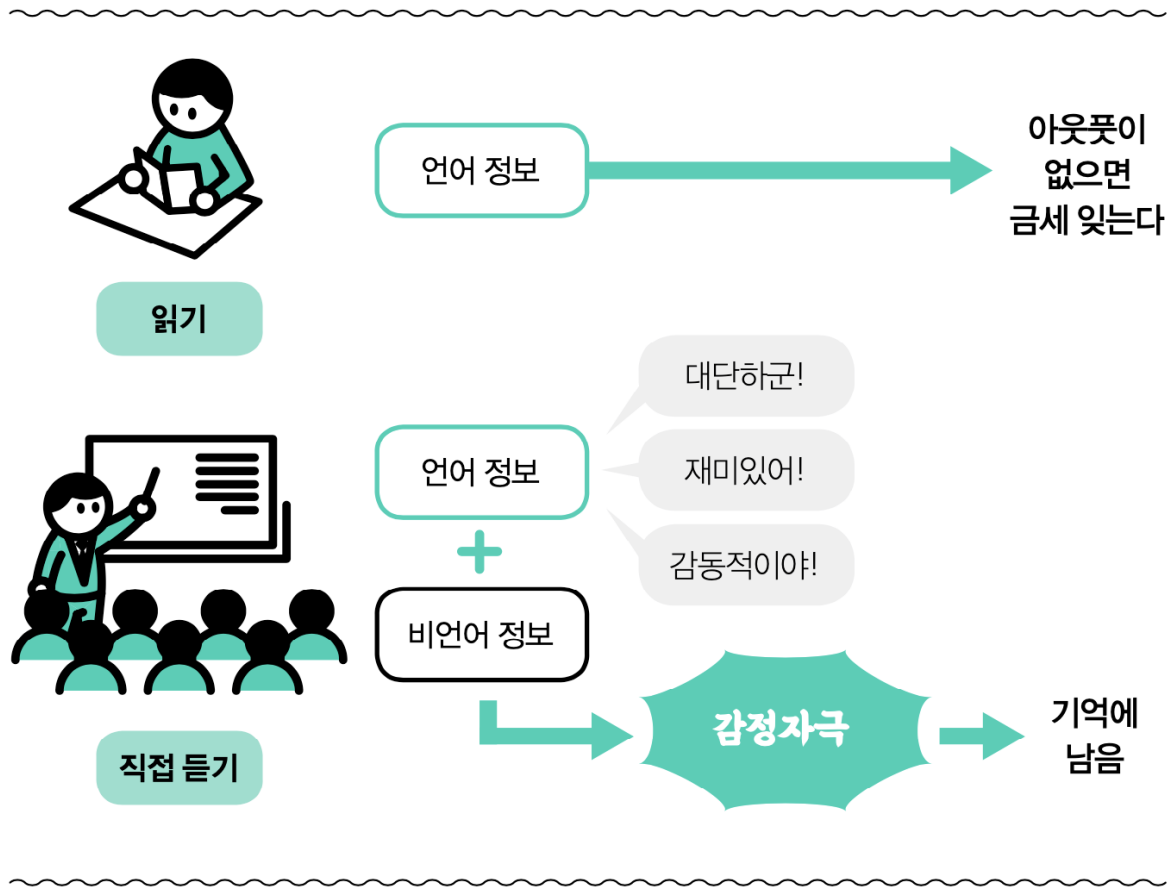 언어 정보
아웃풋이
없으면
금세 잊는다
읽기
대단하군!
언어 정보
재미있어!
+
감동적이야!
비언어 정보
감정자극
기억에
남음
직접 듣기